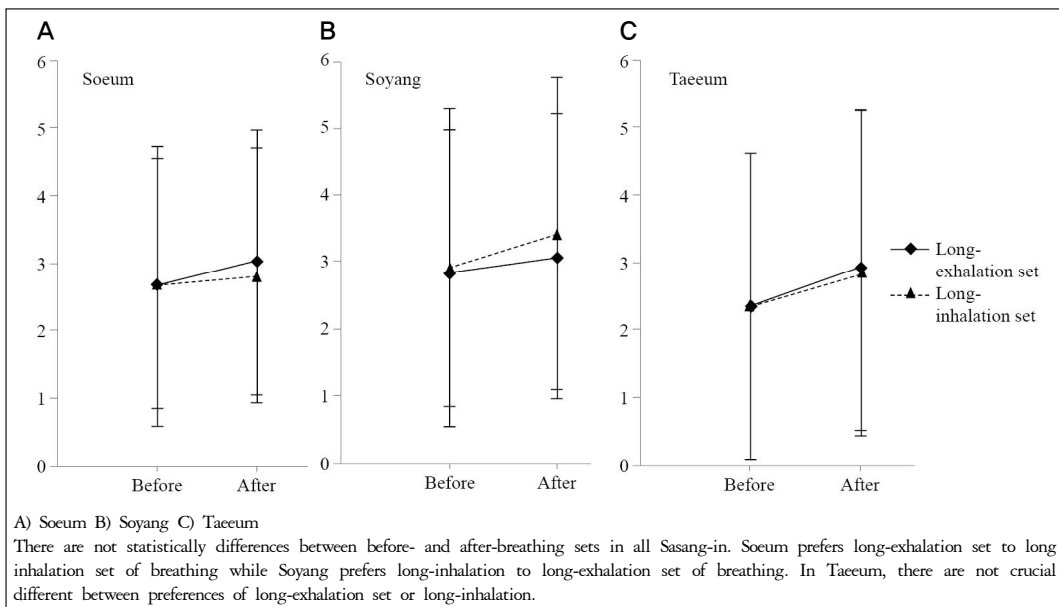 A
B
C
6
5
4
3
2
1
0
Soeum
Before
After
6
5
4
3
2
1
0
Soyang
Before
After
6
5
4
3
2
1
0
Taeeum
Before
After
Long-
exhalation set
Long-
inhalation set
A) Soeum B) Soyang C) Taeeum
There are not statistically differences between before- and after-breathing sets in all Sasang-in. Soeum prefers long-exhalation set to long
inhalation set of breathing while Soyang prefers long-inhalation to long-exhalation set of breathing. In Taeeum, there are not crucial
different between preferences of long-exhalation set or long-inhalation.